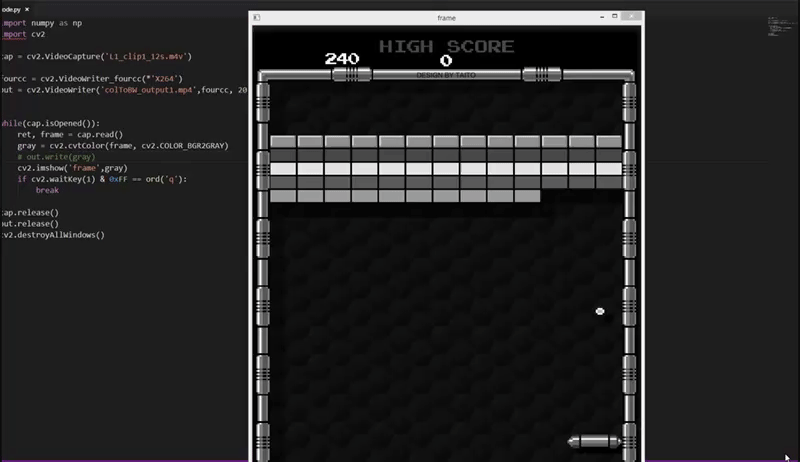 ode.py ×
import numpy as np
import cv2
cap = cv2.VideoCapture('L1_clip1_12s.m4v')
fourcc = cv2.VideoWriter_fourcc(*'X264')
out = cv2.VideoWriter('colToBW_output1.mp4',fourcc, 20
while(cap.isOpened()):
ret, frame = cap.read()
gray = cv2.cvtColor(frame, cv2.COLOR_BGR2GRAY)
# out.write(gray)
cv2.imshow('frame',gray)
if cv2.waitKey(1) & 0xFF == ord('q'):
break
cap.release()
out.release()
cv2.destroyAllWindows()
frame
HIGH SCORE
240 0
DESIGN BY TAITO